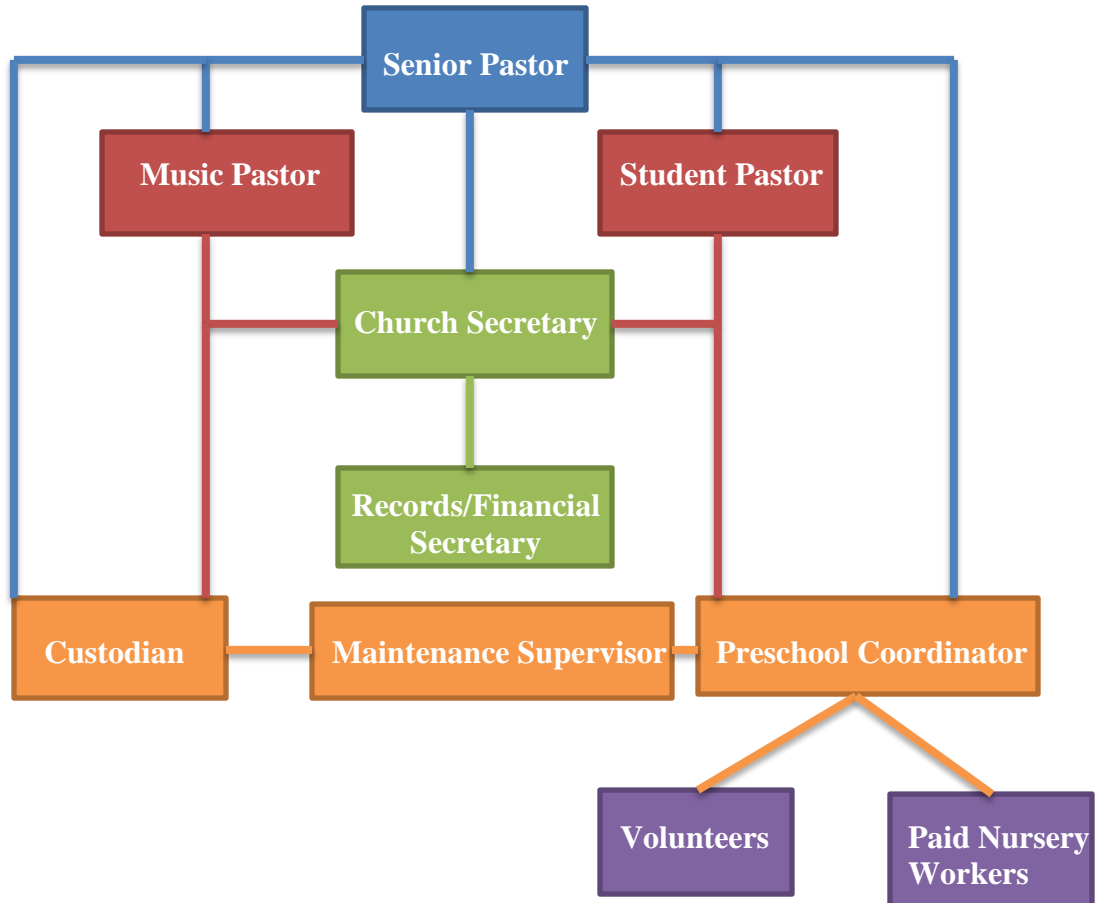 Senior Pastor
Music Pastor
Student Pastor
Church Secretary
Records/Financial
Secretary
Custodian
Maintenance Supervisor
Preschool Coordinator
Volunteers
Paid Nursery
Workers